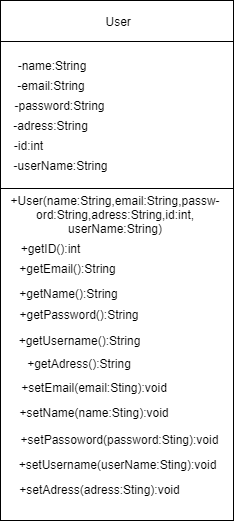 User
-name:String
-email:String
-password:String
-adress:String
-id:int
-userName:String
+User(name:String,email:String,passw-
ord:String,adress:String,id:int,
userName:String)
+getID():int
+getEmail():String
+getName():String
+getPassword():String
+getUsername():String
+getAdress():String
+setEmail(email:Sting):void
+setName(name:Sting):void
+setPassoword(password:Sting):void
+setUsername(userName:Sting):void
+setAdress(adress:Sting):void